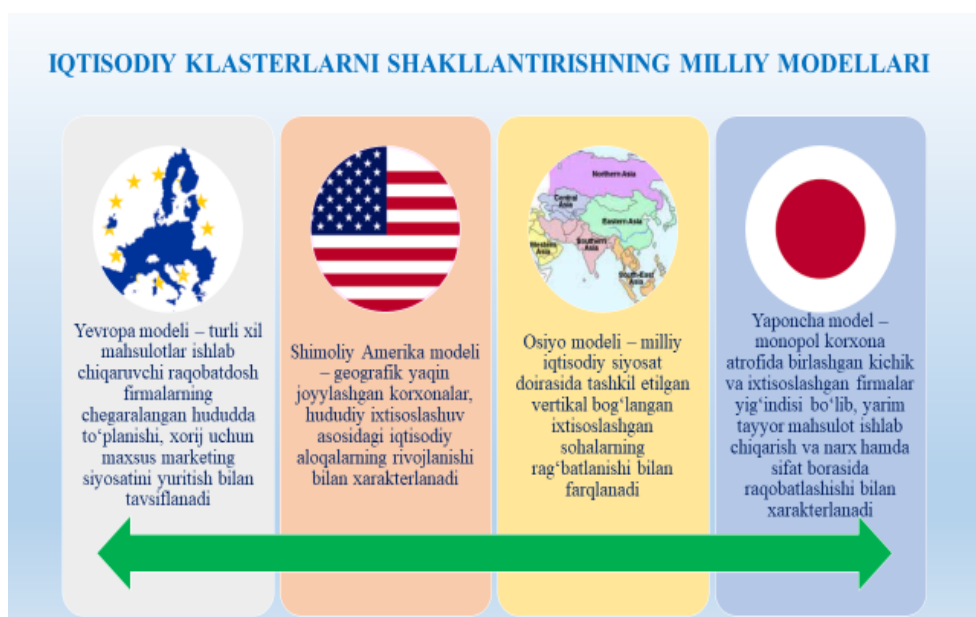 IQTISODIY KLASTERLARNI SHAKLLANTIRISHNING MILLIY MODELLARI
Yevropa modeli – turli xil
mahsulotlar ishlab
chiqaruvchi raqobatdosh
firmalarning
chegaralangan hududda
to'planishi, xorij uchun
maxsus marketing
siyosatini yuritish bilan
tavsiflanadi
Shimoliy Amerika modeli
– geografik yaqin
joyylashgan korxonalar,
hududiy ixtisoslashuv
asosidagi iqtisodiy
aloqalarning rivojlanishi
bilan xarakterlanadi
Northern Asia
Central
Asia
Eastern Asia
Western
Asia
Southern
Asia
South-East
Asia
Osiyo modeli – milliy
iqtisodiy siyosat
doirasida tashkil etilgan
vertikal bog‘langan
ixtisoslashgan
sohalarning
rag‘batlanishi bilan
farqlanadi
Yaponcha model –
monopol korxona
atrofida birlashgan kichik
va ixtisoslashgan firmalar
yig‘indisi bo‘lib, yarim
tayyor mahsulot ishlab
chiqarish va narx hamda
sifat borasida
raqobatlashishi bilan
xarakterlanadi